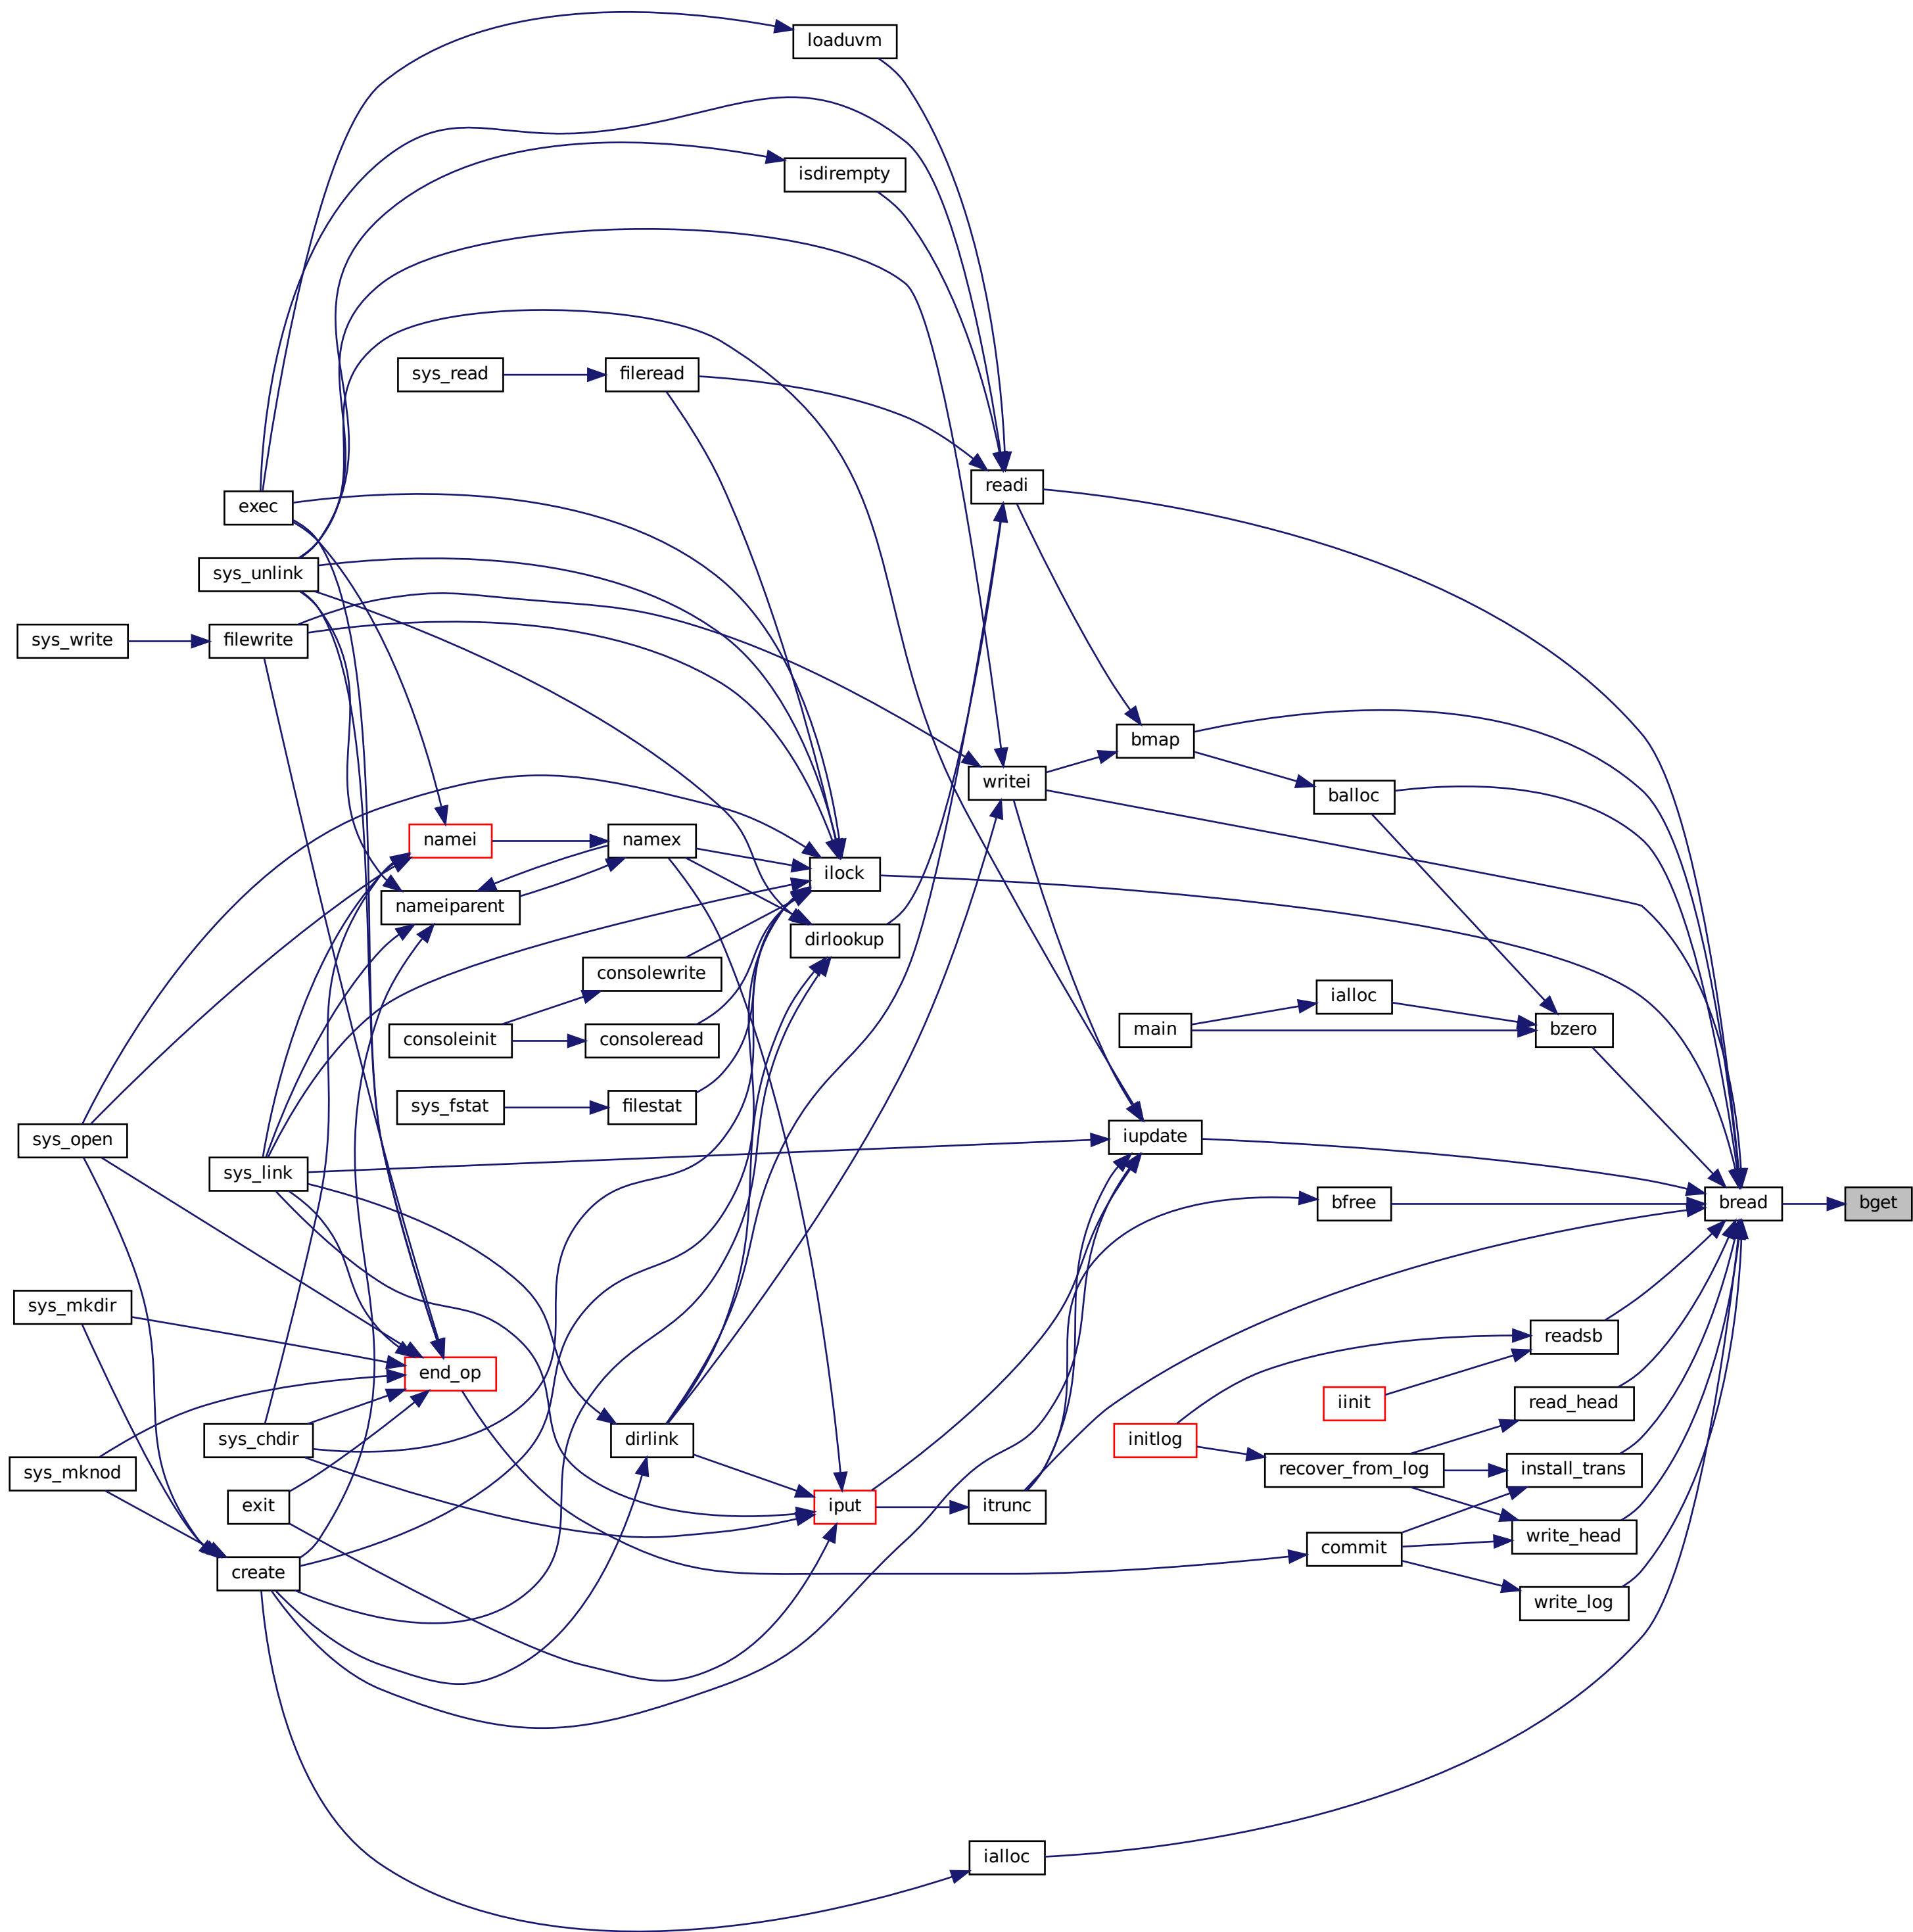 loaduvm
isdirempty
sys_read
fileread
readi
exec
sys_unlink
sys_write
filewrite
bmap
writei
balloc
namei
namex
ilock
nameiparent
dirlookup
consolewrite
ialloc
main
bzero
consoleinit
consoleread
sys_fstat
filestat
sys_open
iupdate
sys_link
bfree
bread
bget
sys_mkdir
readsb
end_op
iinit
read_head
sys_chdir
dirlink
initlog
sys_mknod
recover_from_log
install_trans
exit
iput
itrunc
write_head
commit
create
write_log
ialloc